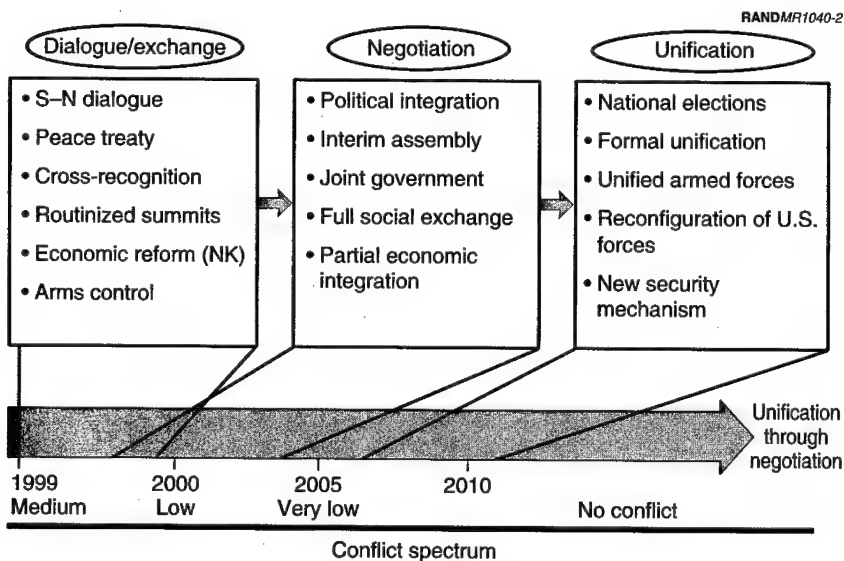 RANDMR1040-2
Dialogue/exchange
• S–N dialogue
• Peace treaty
• Cross-recognition
• Routinized summits
• Economic reform (NK)
• Arms control
Negotiation
• Political integration
• Interim assembly
• Joint government
• Full social exchange
• Partial economic
integration
Unification
• National elections
• Formal unification
• Unified armed forces
• Reconfiguration of U.S.
forces
• New security
mechanism
Unification
through
negotiation
1999 2000 2005 2010
Medium Low Very low No conflict
Conflict spectrum